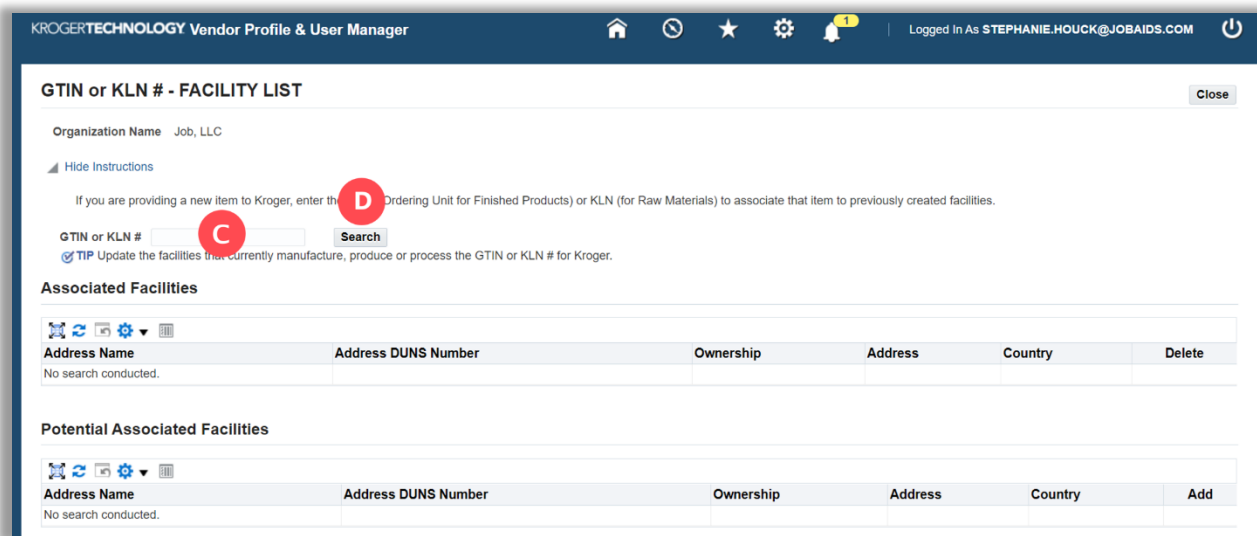 KROGERTECHNOLOGY Vendor Profile & User Manager 1 Logged In As STEPHANIE.HOUCK@JOBAIDS.COM
GTIN or KLN # - FACILITY LIST Close
Organization Name Job, LLC
Hide Instructions
If you are providing a new item to Kroger, enter the D Ordering Unit for Finished Products) or KLN (for Raw Materials) to associate that item to previously created facilities.
GTIN or KLN # C Search
TIP Update the facilities that currently manufacture, produce or process the GTIN or KLN # for Kroger.
Associated Facilities
Address Name Address DUNS Number Ownership Address Country Delete
No search conducted.
Potential Associated Facilities
Address Name Address DUNS Number Ownership Address Country Add
No search conducted.